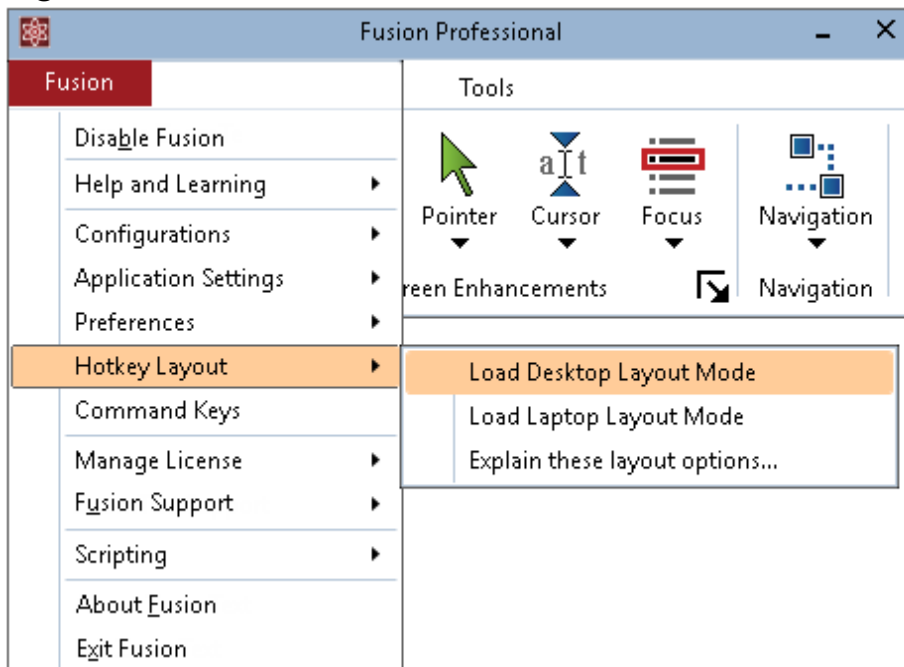 Fusion Professional
Fusion
Tools
Disable Fusion
Help and Learning
Configurations
Application Settings
Preferences
Hotkey Layout
Command Keys
Manage License
Fusion Support
Scripting
About Fusion
Exit Fusion
a t
Pointer
Cursor
Focus
Navigation
reen Enhancements
Navigation
Load Desktop Layout Mode
Load Laptop Layout Mode
Explain these layout options...